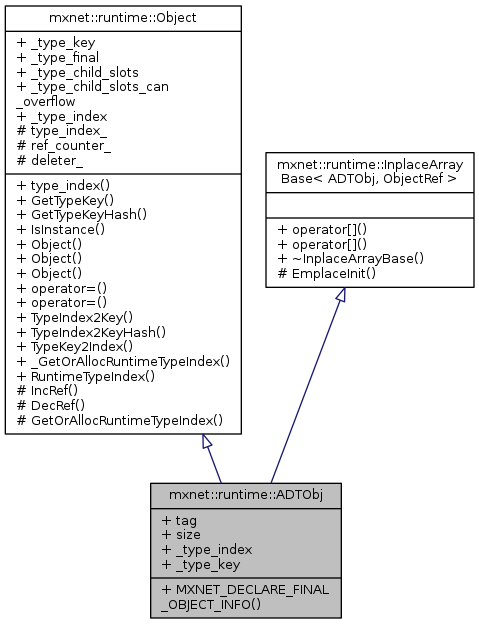 mxnet::runtime::Object
+ _type_key
+ _type_final
+ _type_child_slots
+ _type_child_slots_can
_overflow
+ _type_index
# type_index_
# ref_counter_
# deleter_
+ type_index()
+ GetTypeKey()
+ GetTypeKeyHash()
+ IsInstance()
+ Object()
+ Object()
+ Object()
+ operator=()
+ operator=()
+ TypeIndex2Key()
+ TypeIndex2KeyHash()
+ TypeKey2Index()
+ _GetOrAllocRuntimeTypeIndex()
+ RuntimeTypeIndex()
# IncRef()
# DecRef()
# GetOrAllocRuntimeTypeIndex()
mxnet::runtime::InplaceArray
Base< ADTObj, ObjectRef >
+ operator[]()
+ operator[]()
+ ~InplaceArrayBase()
# EmplaceInit()
mxnet::runtime::ADTObj
+ tag
+ size
+ _type_index
+ _type_key
+ MXNET_DECLARE_FINAL
_OBJECT_INFO()